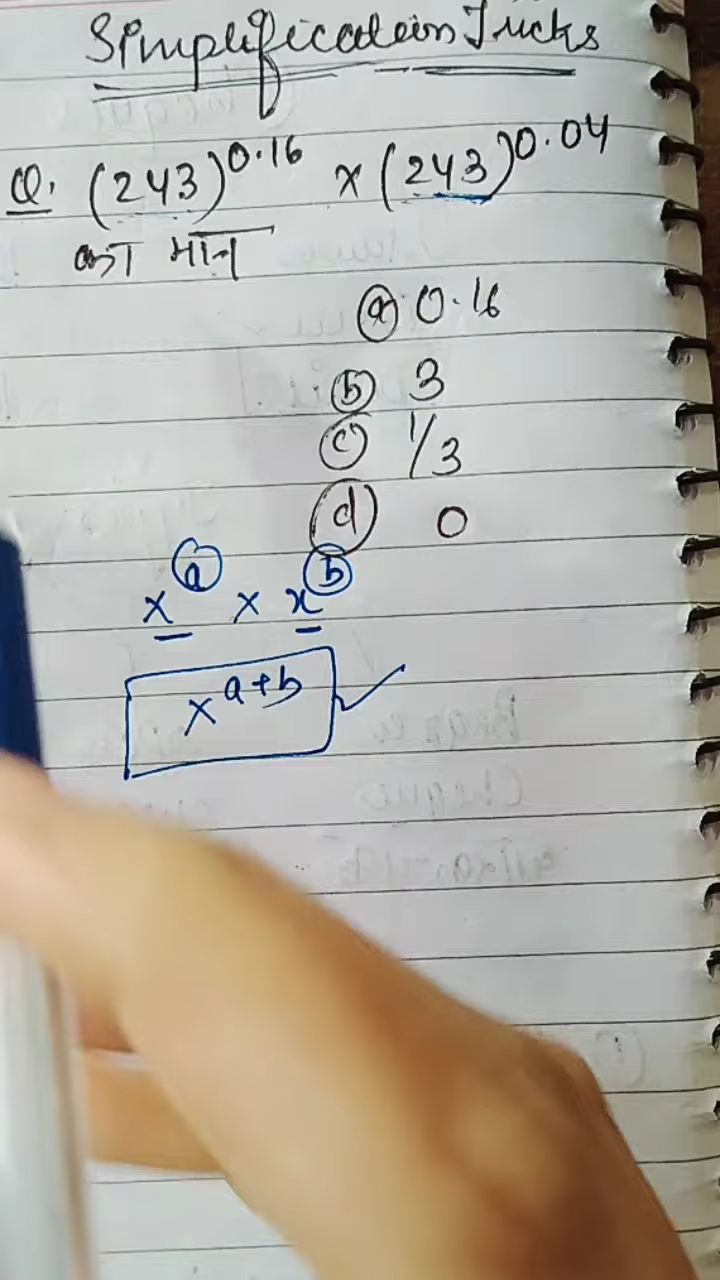 Simplification Tricks
Q. (243)^0.16 x (243)^0.04
का मान
(a) 0.16
(b) 3
(c) 1/3
(d) 0
x^a × x^b
x^a+b ✓